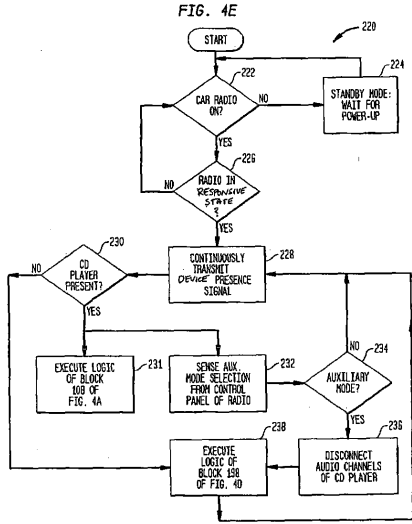 FIG. 4E
220
START
222
224
CAR RADIO
ON?
NO
STANDBY MODE:
WAIT FOR
POWER-UP
YES
226
NO
RADIO IN
RESPONSIVE
STATE
?
YES
230
228
NO
CD
PLAYER
PRESENT?
CONTINUOUSLY
TRANSMIT
DEVICE PRESENCE
SIGNAL
YES
NO
234
231
232
EXECUTE LOGIC
OF BLOCK
108 OF
FIG. 4A
SENSE AUX.
MODE SELECTION
FROM CONTROL
PANEL OF RADIO
AUXILIARY
MODE?
YES
238
236
EXECUTE
LOGIC OF
BLOCK 198
OF FIG. 4D
DISCONNECT
AUDIO CHANNELS
OF CD PLAYER